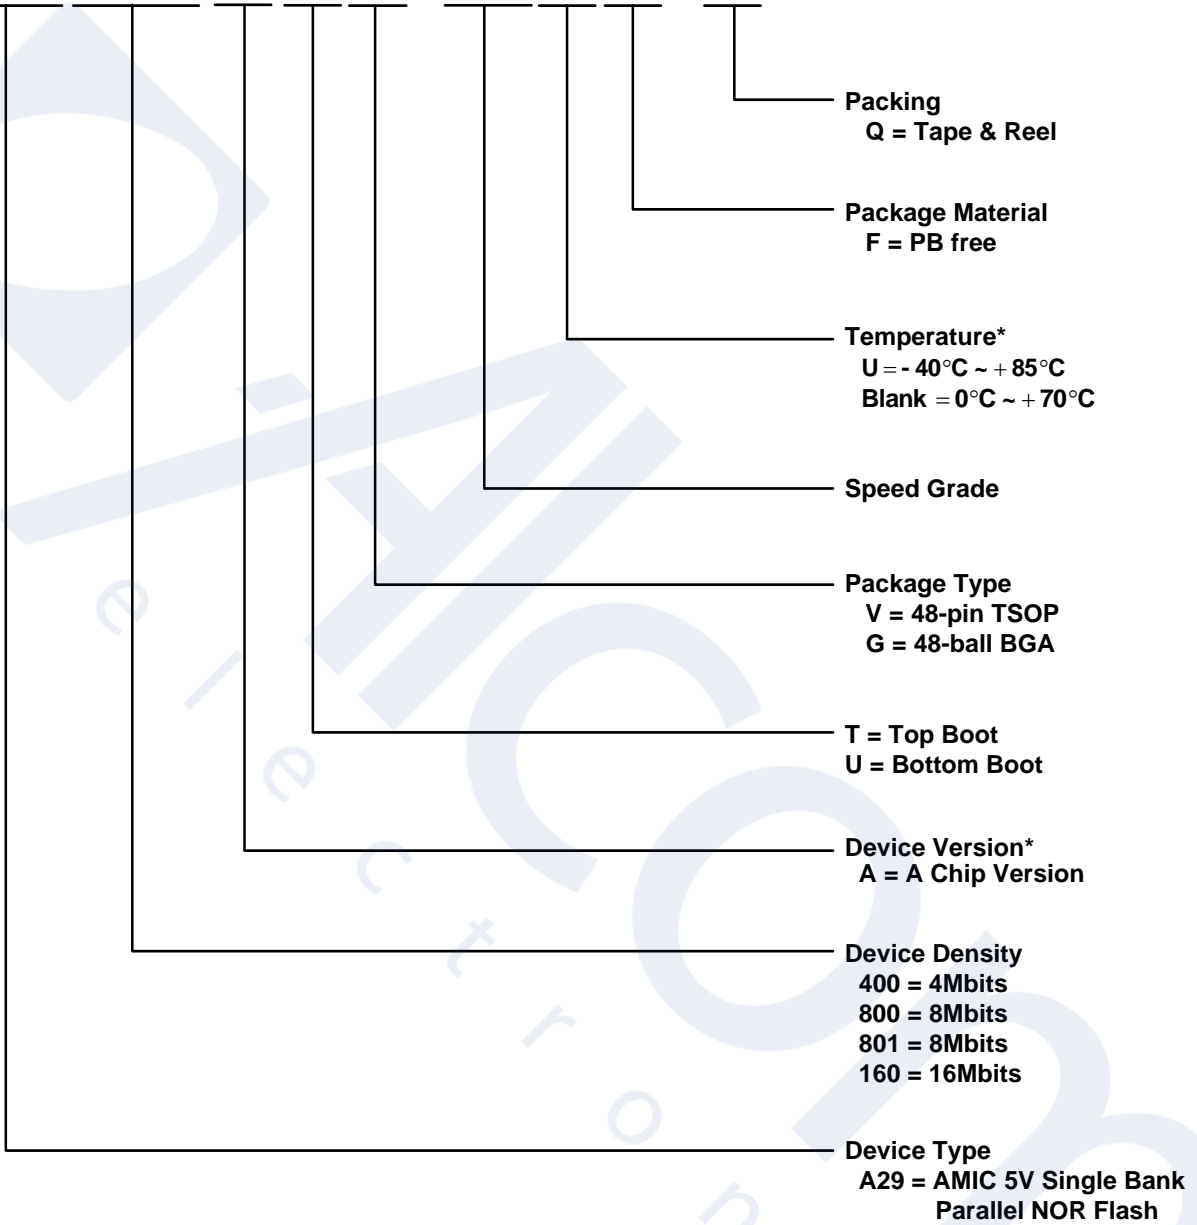 Packing
Q = Tape & Reel
Package Material
F = PB free
Temperature*
U = - 40°C ~ + 85°C
Blank = 0°C ~ + 70°C
Speed Grade
Package Type
V = 48-pin TSOP
G = 48-ball BGA
T = Top Boot
U = Bottom Boot
Device Version*
A = A Chip Version
Device Density
400 = 4Mbits
800 = 8Mbits
801 = 8Mbits
160 = 16Mbits
Device Type
A29 = AMIC 5V Single Bank
Parallel NOR Flash
AiCom
electron